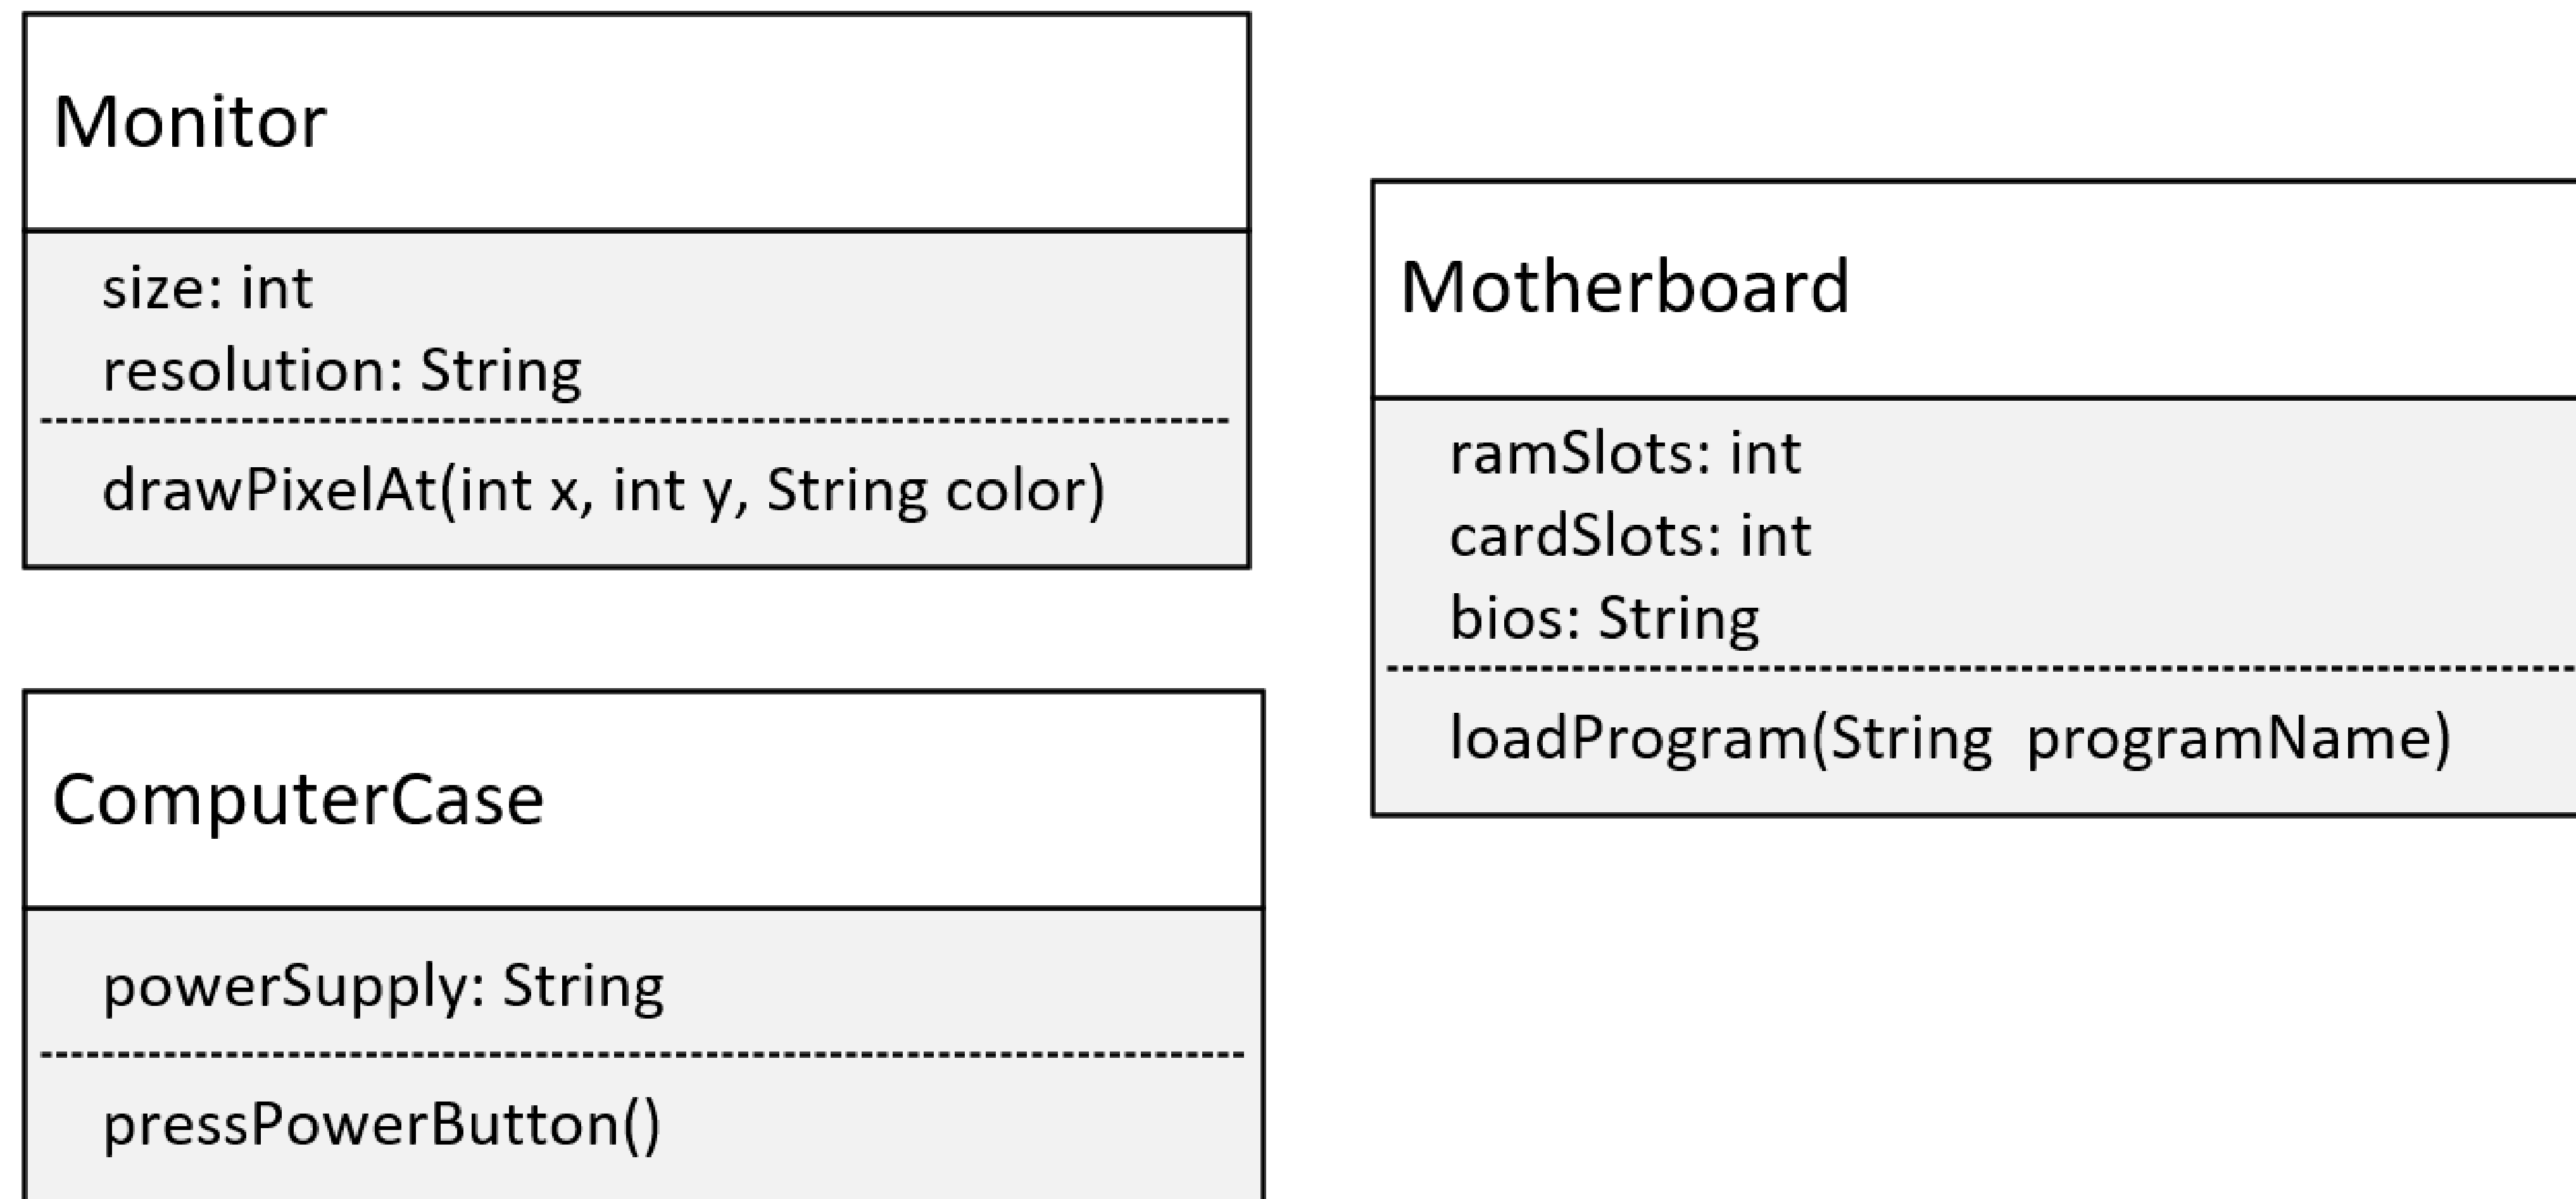 Monitor
size: int
resolution: String
drawPixelAt(int x, int y, String color)
Motherboard
ramSlots: int
cardSlots: int
bios: String
loadProgram(String programName)
ComputerCase
powerSupply: String
pressPowerButton()